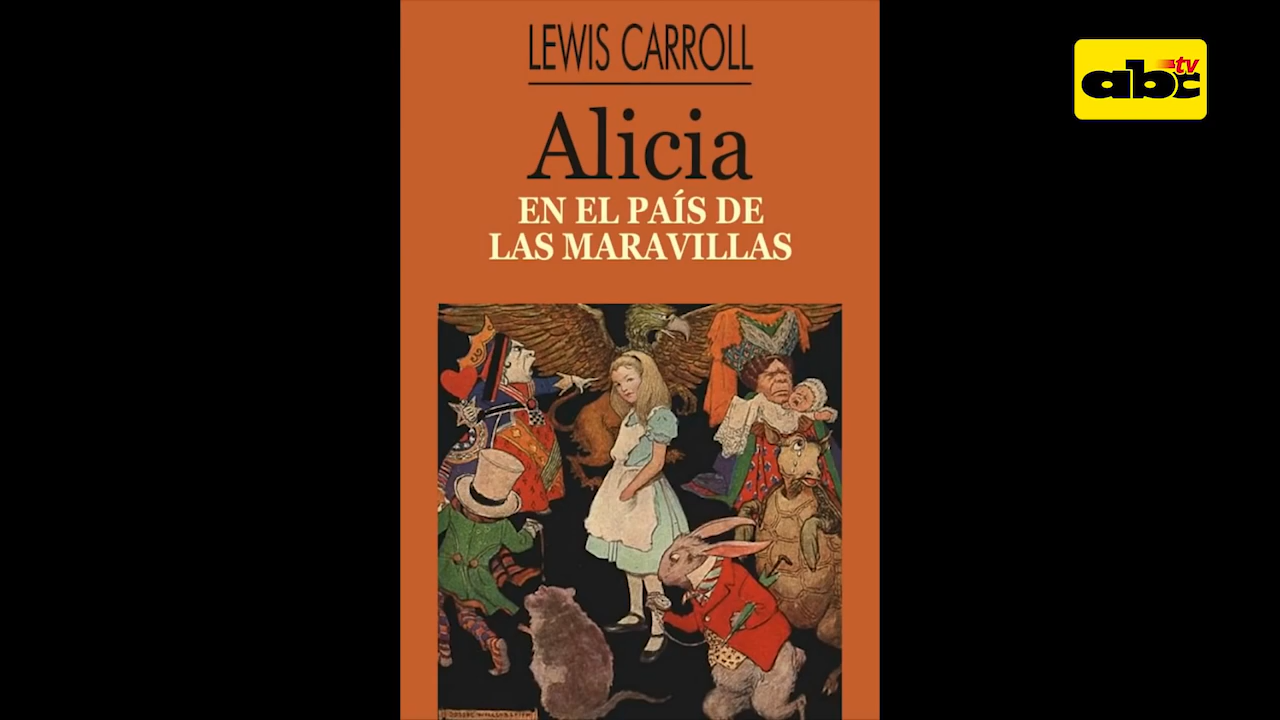 LEWIS CARROLL
Alicia
EN EL PAÍS DE
LAS MARAVILLAS
abc tv